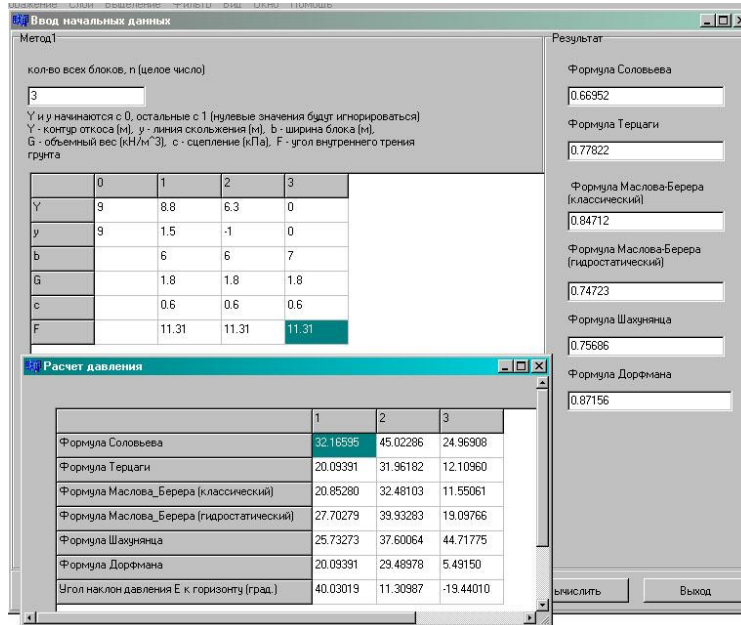 Слои Выделение Фильтр Вид Окно Помощь
Ввод начальных данных
Метод1
кол-во всех блоков, n (целое число)
3
Y и y начинаются с 0, остальные с 1 (нулевые значения будут игнорироваться)
Y - контур откоса (м), y - линия скольжения (м), b - ширина блока (м),
G - объемный вес (кН/м^3), c - сцепление (кПа), F - угол внутреннего трения
грунта
0 1 2 3
Y 9 8.8 6.3 0
y 9 1.5 -1 0
b 6 6 7
G 1.8 1.8 1.8
c 0.6 0.6 0.6
F 11.31 11.31 11.31
Результат
Формула Соловьева
0.66952
Формула Терцаги
0.77822
Формула Маслова-Берера
(классический)
0.84712
Формула Маслова-Берера
(гидростатический)
0.74723
Формула Шахунянца
0.75686
Формула Дорфмана
0.87156
Расчет давления
1 2 3
Формула Соловьева 32.16595 45.02286 24.96908
Формула Терцаги 20.09391 31.96182 12.10960
Формула Маслова_Берера (классический) 20.85280 32.48103 11.55061
Формула Маслова_Берера (гидростатический) 27.70279 39.93283 19.09766
Формула Шахунянца 25.73273 37.60064 44.71775
Формула Дорфмана 20.09391 29.48978 5.49150
Угол наклон давления E к горизонту (град.) 40.03019 11.30987 -19.44010
ычислить Выход